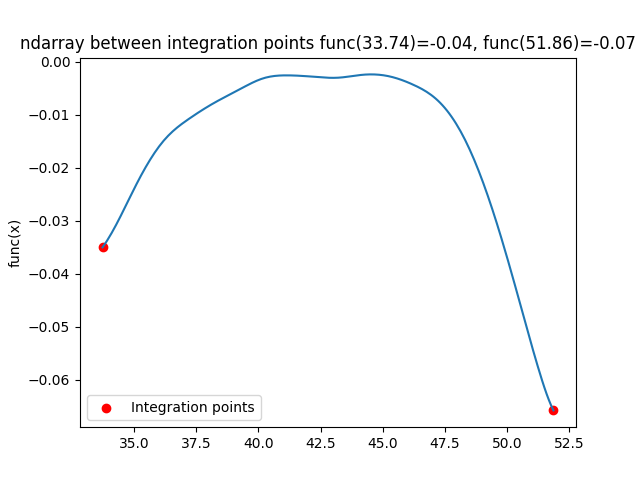 ndarray between integration points func(33.74)=-0.04, func(51.86)=-0.07
0.00
−0.01
−0.02
−0.03
−0.04
−0.05
−0.06
func(x)
Integration points
35.0 37.5 40.0 42.5 45.0 47.5 50.0 52.5